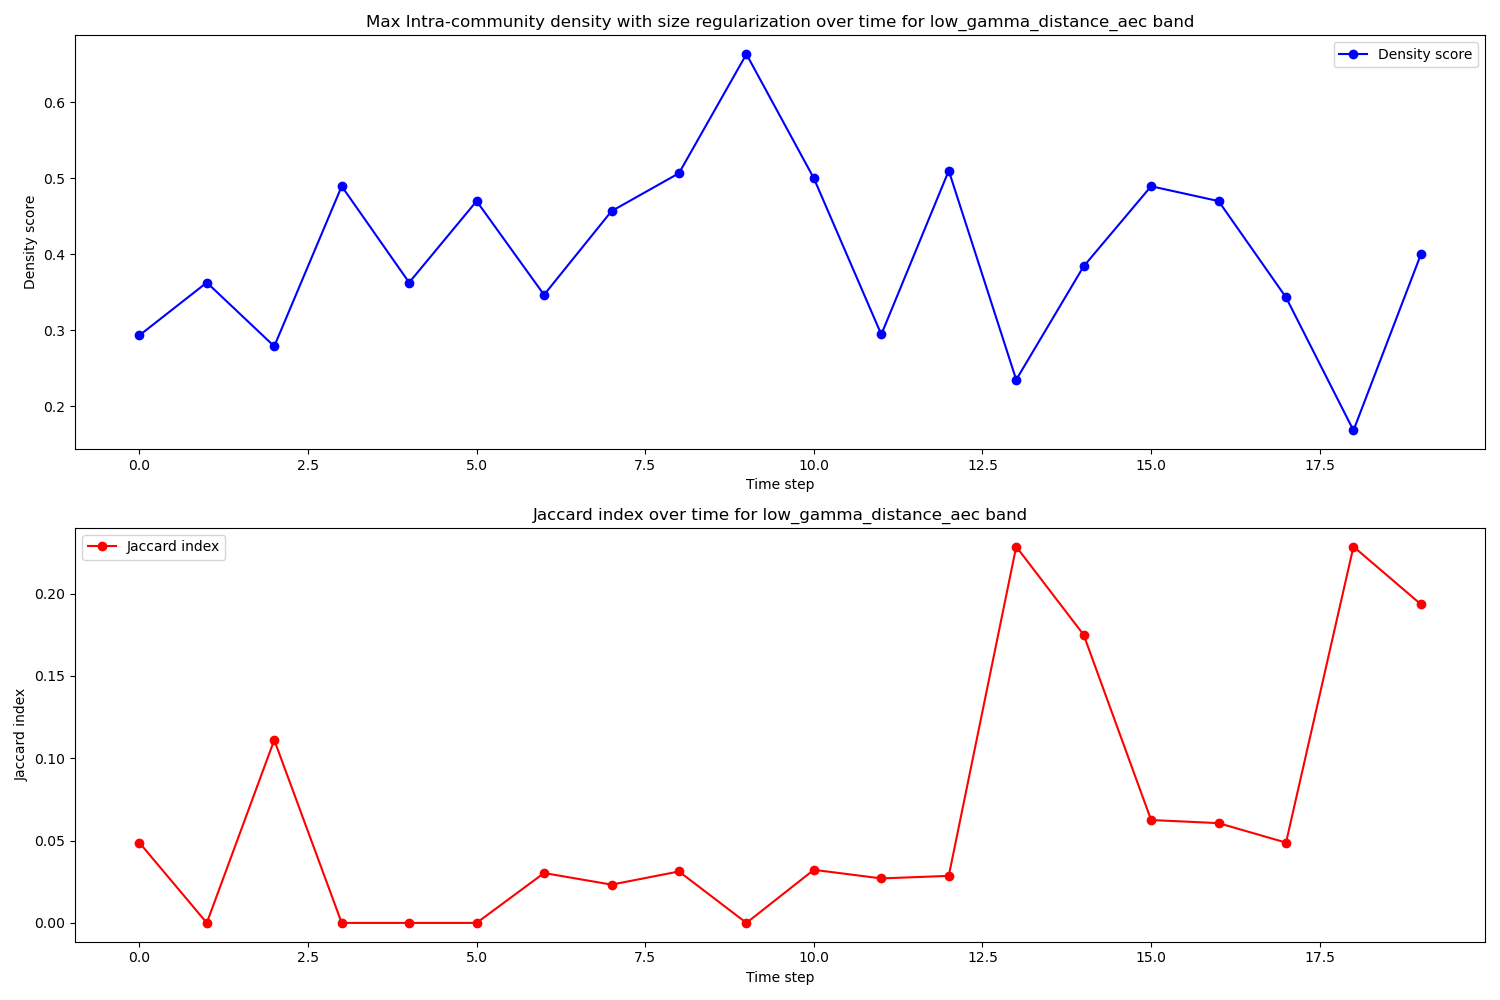 Max Intra-community density with size regularization over time for low_gamma_distance_aec band
Density score
0.6
0.5
0.4
0.3
0.2
Density score
0.0 2.5 5.0 7.5 10.0 12.5 15.0 17.5
Time step
Jaccard index over time for low_gamma_distance_aec band
Jaccard index
0.20
0.15
0.10
0.05
0.00
Jaccard index
0.0 2.5 5.0 7.5 10.0 12.5 15.0 17.5
Time step